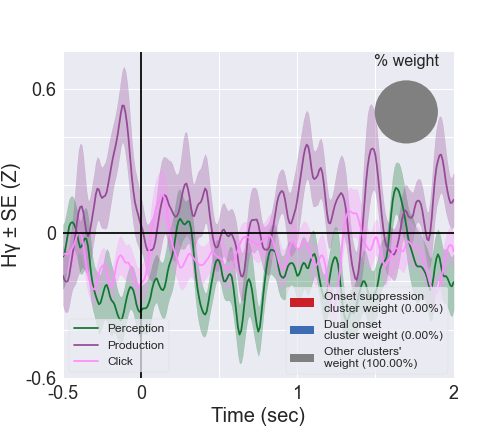 % weight
0.6
0
-0.6
Hγ ± SE (Z)
Perception
Production
Click
Onset suppression
cluster weight (0.00%)
Dual onset
cluster weight (0.00%)
Other clusters'
weight (100.00%)
-0.5
0
1
2
Time (sec)